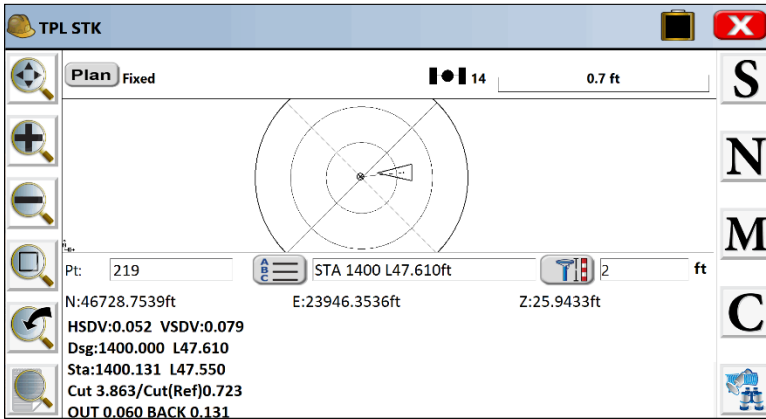 TPL STK
Plan Fixed 14 0.7 ft
S
N
Pt: 219 ABC STA 1400 L47.610ft 2 ft
M
N:46728.7539ft E:23946.3536ft Z:25.9433ft
C
HSDV:0.052 VSDV:0.079
Dsg:1400.000 L47.610
Sta:1400.131 L47.550
Cut 3.863/Cut(Ref)0.723
OUT 0.060 BACK 0.131